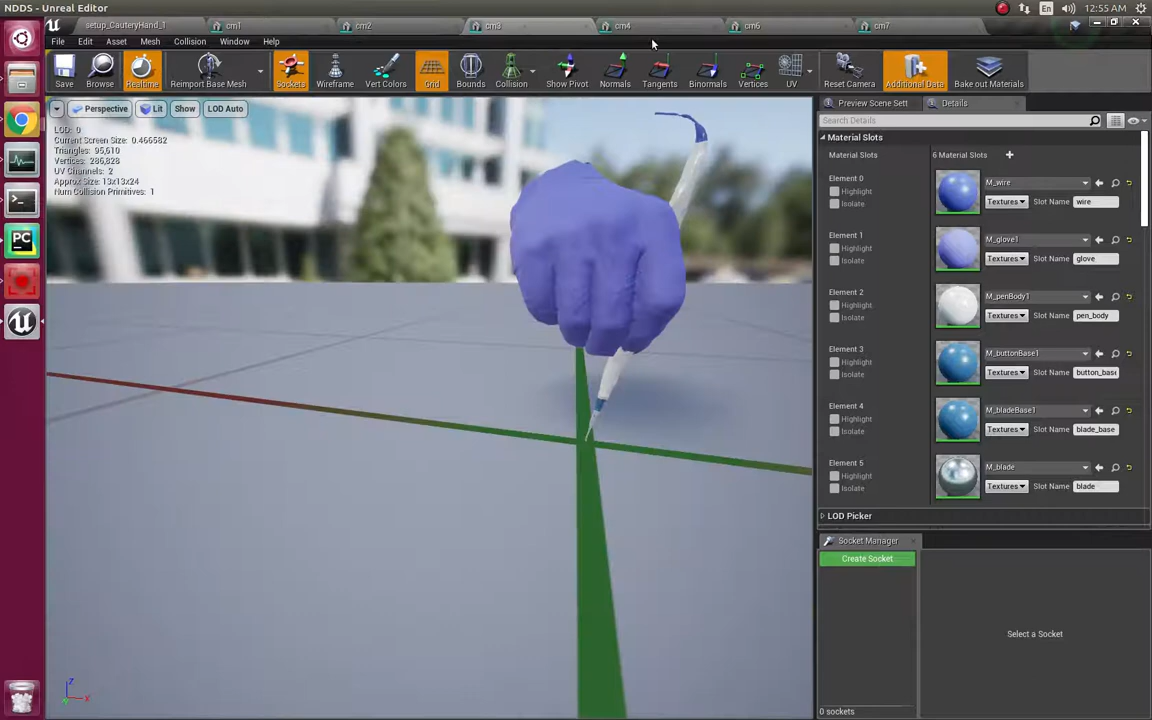 NDDS - Unreal Editor
En
12:55 AM
setup_CauteryHand_1
cm1
cm2
cm3
cm4
cm6
cm7
File Edit Asset Mesh Collision Window Help
Save
Browse
Realtime
Reimport Base Mesh
Sockets
Wireframe
Vert Colors
Grid
Bounds
Collision
Show Pivot
Normals
Tangents
Binormals
Vertices
UV
Reset Camera
Additional Data
Bake out Materials
Perspective
Lit
Show
LOD Auto
LOD: 0
Current Screen Size: 0.466582
Triangles: 95,610
Vertices: 286,828
UV Channels: 2
Approx Size: 13x13x24
Num Collision Primitives: 1
Z
X
Preview Scene Sett
Details
Search Details
Material Slots
Material Slots
6 Material Slots
Element 0
Highlight
Isolate
M_wire
Textures
Slot Name
wire
Element 1
Highlight
Isolate
M_glove1
Textures
Slot Name
glove
Element 2
Highlight
Isolate
M_penBody1
Textures
Slot Name
pen_body
Element 3
Highlight
Isolate
M_buttonBase1
Textures
Slot Name
button_base
Element 4
Highlight
Isolate
M_bladeBase1
Textures
Slot Name
blade_base
Element 5
Highlight
Isolate
M_blade
Textures
Slot Name
blade
LOD Picker
Socket Manager
Create Socket
Select a Socket
0 sockets
PC